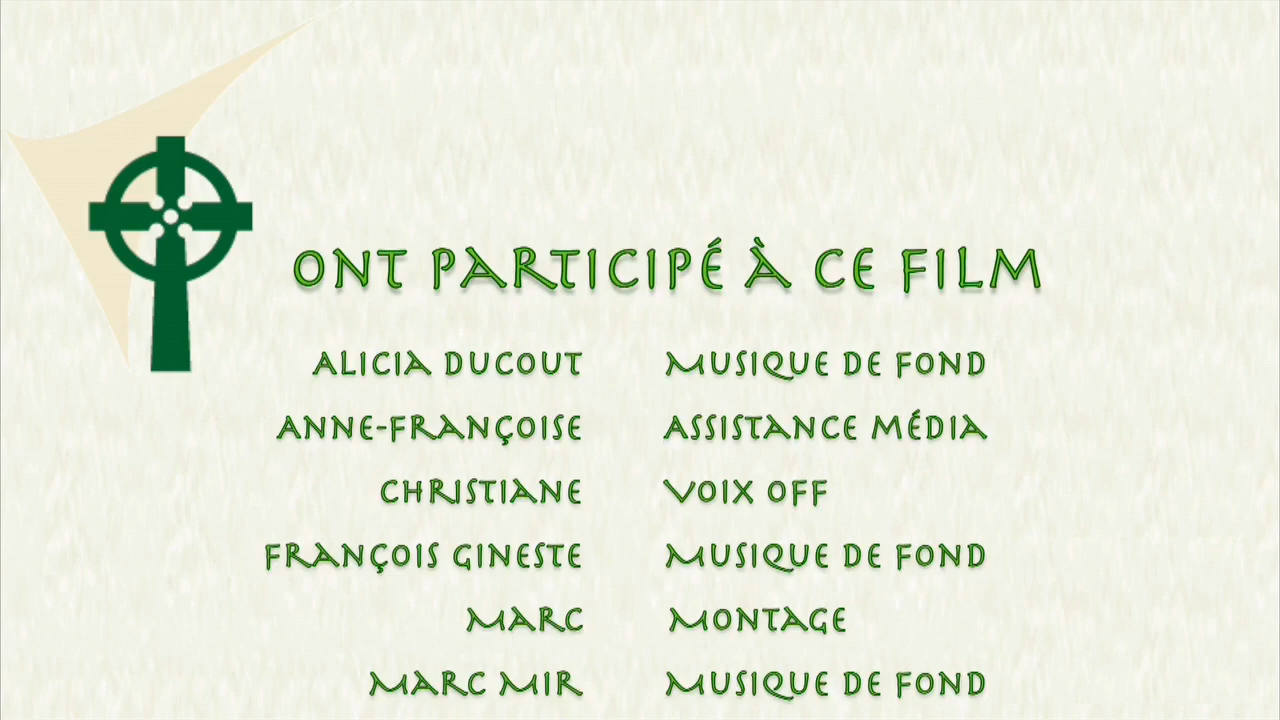 ONT PARTICIPÉ À CE FILM
ALICIA DUCOUT MUSIQUE DE FOND
ANNE-FRANÇOISE ASSISTANCE MÉDIA
CHRISTIANE VOIX OFF
FRANÇOIS GINESTE MUSIQUE DE FOND
MARC MONTAGE
MARC MIR MUSIQUE DE FOND